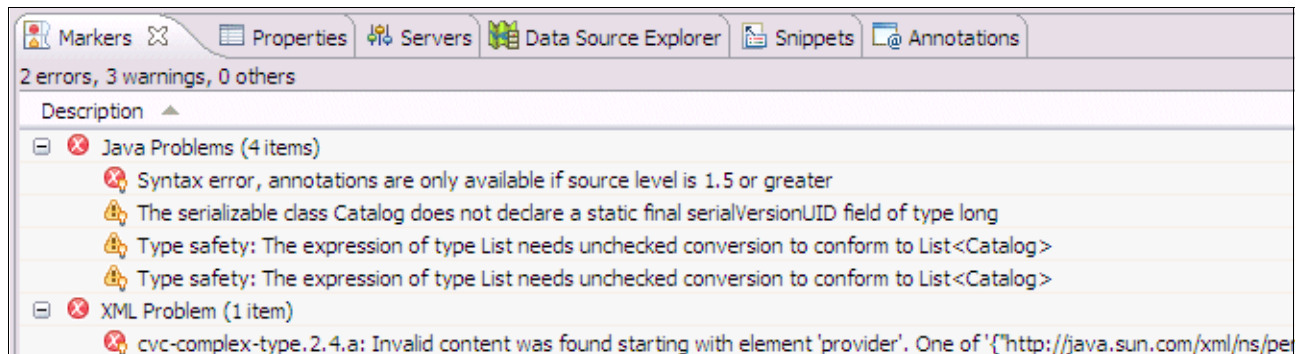 Markers Properties Servers Data Source Explorer Snippets Annotations
2 errors, 3 warnings, 0 others
Description
Java Problems (4 items)
Syntax error, annotations are only available if source level is 1.5 or greater
The serializable class Catalog does not declare a static final serialVersionUID field of type long
Type safety: The expression of type List needs unchecked conversion to conform to List<Catalog>
Type safety: The expression of type List needs unchecked conversion to conform to List<Catalog>
XML Problem (1 item)
cvc-complex-type.2.4.a: Invalid content was found starting with element 'provider'. One of '{"http://java.sun.com/xml/ns/per